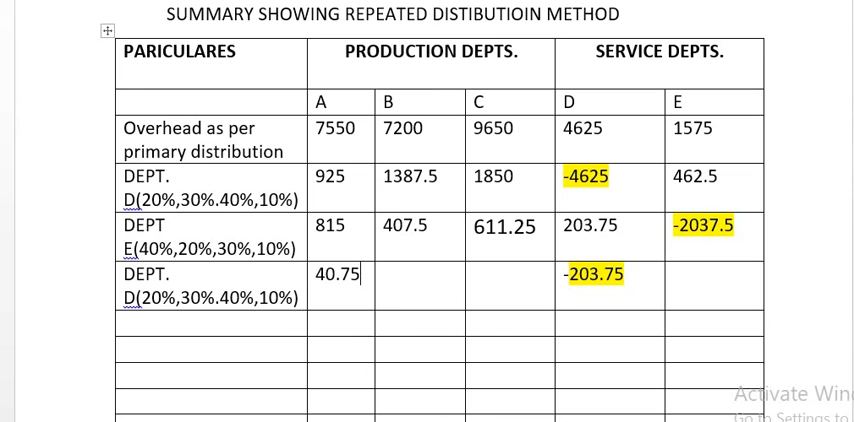 SUMMARY SHOWING REPEATED DISTIBUTIOIN METHOD
PARICULARES PRODUCTION DEPTS. SERVICE DEPTS.
A B C D E
Overhead as per 7550 7200 9650 4625 1575
primary distribution
DEPT. 925 1387.5 1850 -4625 462.5
D(20%,30%.40%,10%)
DEPT 815 407.5 611.25 203.75 -2037.5
E(40%,20%,30%,10%)
DEPT. 40.75 -203.75
D(20%,30%.40%,10%)
Activate Win
Go to Settings to